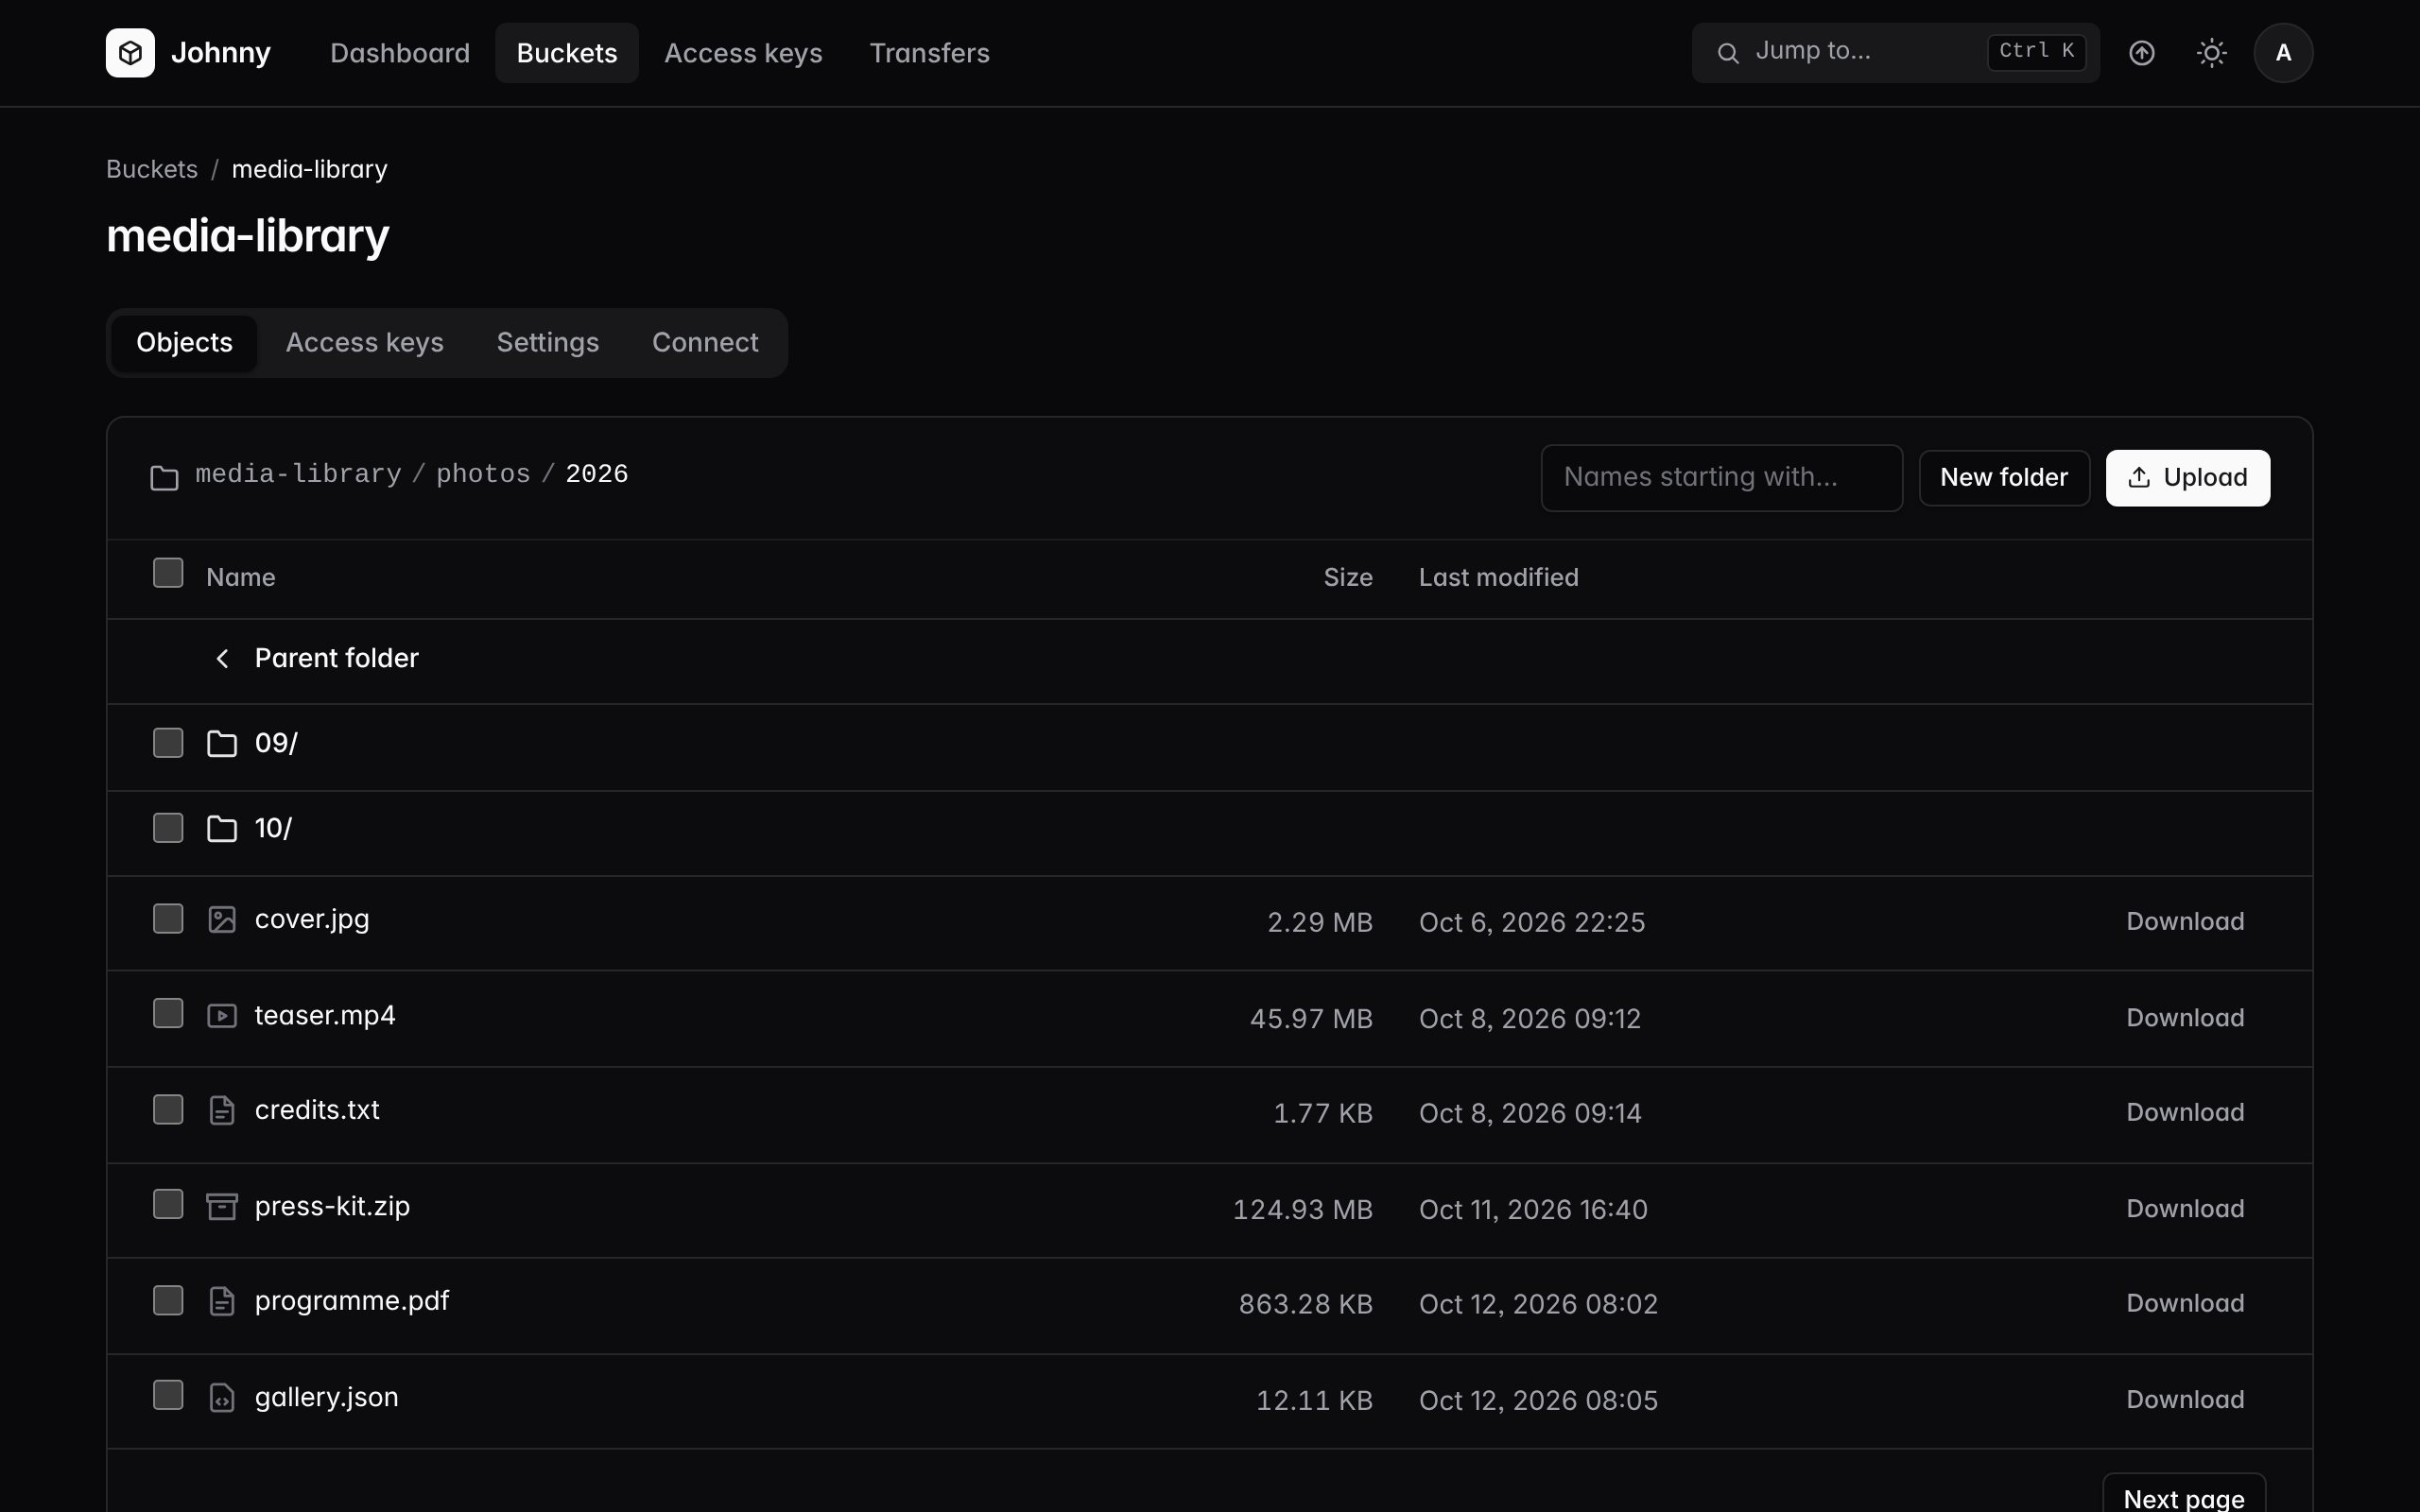 Johnny Dashboard Buckets Access keys Transfers Jump to... Ctrl K A
Buckets / media-library
media-library
Objects Access keys Settings Connect
media-library / photos / 2026 Names starting with... New folder Upload
Name Size Last modified
Parent folder
09/
10/
cover.jpg 2.29 MB Oct 6, 2026 22:25 Download
teaser.mp4 45.97 MB Oct 8, 2026 09:12 Download
credits.txt 1.77 KB Oct 8, 2026 09:14 Download
press-kit.zip 124.93 MB Oct 11, 2026 16:40 Download
programme.pdf 863.28 KB Oct 12, 2026 08:02 Download
gallery.json 12.11 KB Oct 12, 2026 08:05 Download
Next page